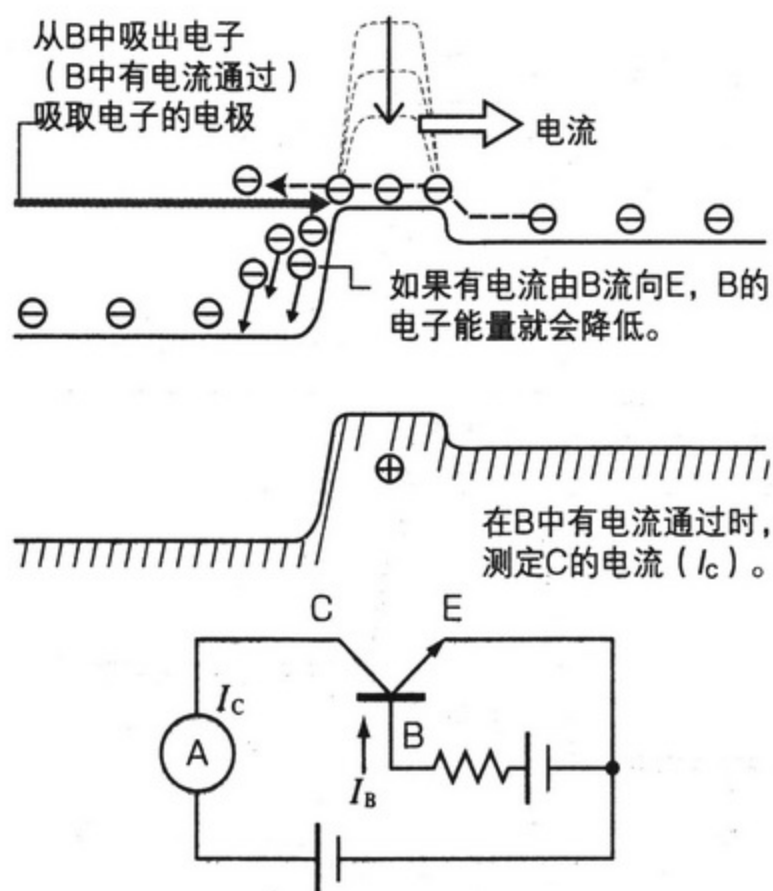 从B中吸出电子
（B中有电流通过）
吸取电子的电极
电流
如果有电流由B流向E，B的
电子能量就会降低。
在B中有电流通过时，
测定C的电流（Ic）。
C
E
IC
A
B
IB